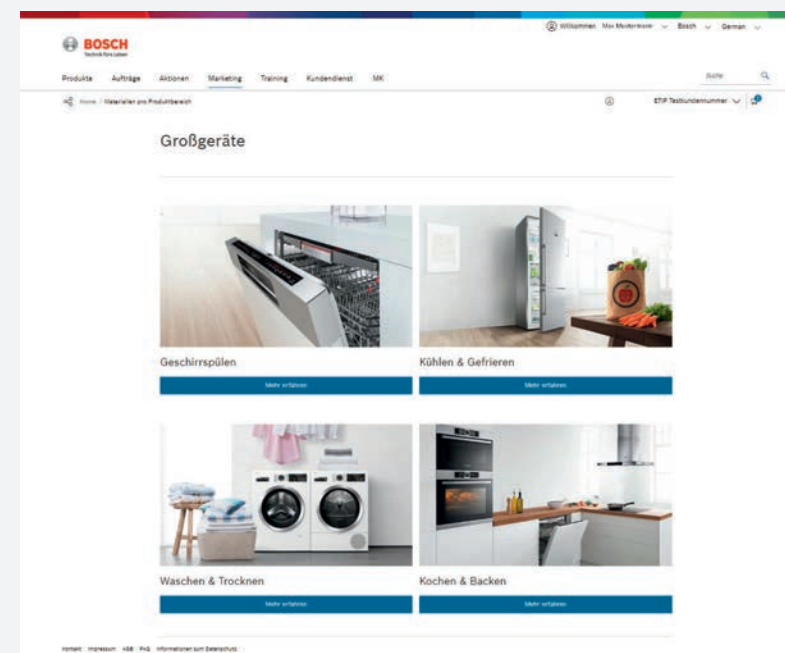 Willkommen Max Mustermann Bosch German
BOSCH
Technik fürs Leben
Produkte Aufträge Aktionen Marketing Training Kundendienst MK
Suche
Home / Materialien pro Produktbereich
ETIP Testkundennummer
Großgeräte
Geschirrspülen
Kühlen & Gefrieren
Mehr erfahren
Mehr erfahren
Waschen & Trocknen
Kochen & Backen
Mehr erfahren
Mehr erfahren
Kontakt Impressum AGB FAQ Informationen zum Datenschutz